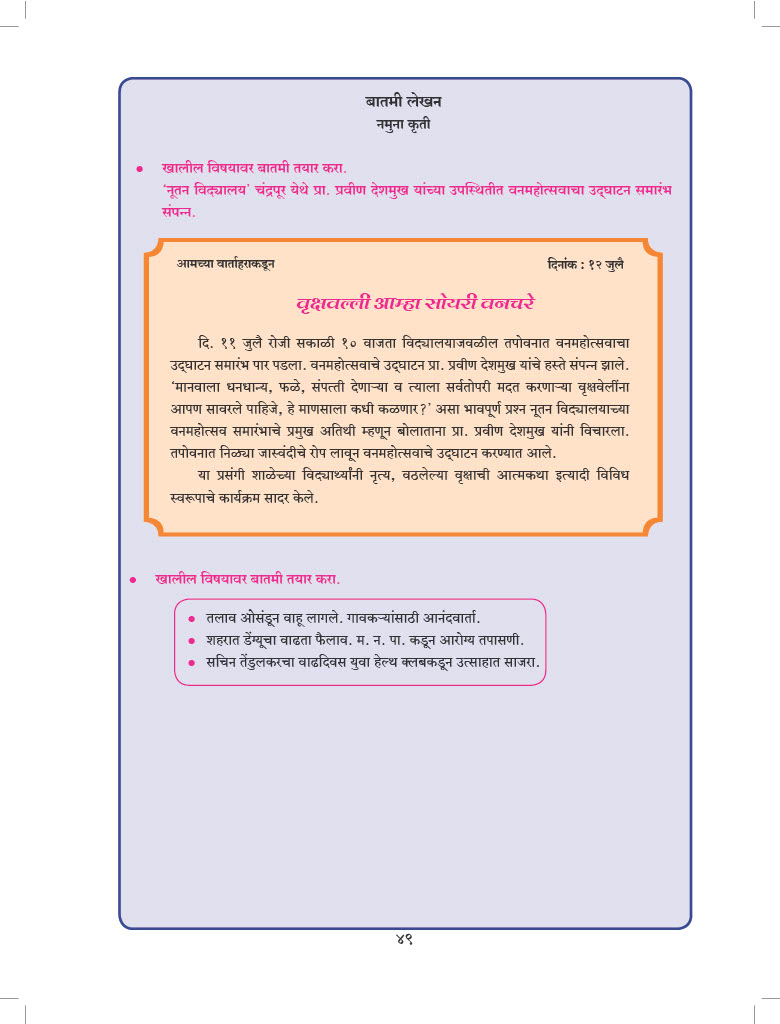 बातमी लेखन
नमुना कृती
• खालील विषयावर बातमी तयार करा.
‘नूतन विद्यालय’ चंद्रपूर येथे प्रा. प्रवीण देशमुख यांच्या उपस्थितीत वनमहोत्सवाचा उद्घाटन समारंभ
संपन्न.
आमच्या वार्ताहराकडून दिनांक : १२ जुलै
वृक्षवल्ली आम्हा सोयरी वनचरे
दि. ११ जुलै रोजी सकाळी १० वाजता विद्यालयाजवळील तपोवनात वनमहोत्सवाचा
उद्घाटन समारंभ पार पडला. वनमहोत्सवाचे उद्घाटन प्रा. प्रवीण देशमुख यांचे हस्ते संपन्न झाले.
‘मानवाला धनधान्य, फळे, संपत्ती देणाऱ्या व त्याला सर्वतोपरी मदत करणाऱ्या वृक्षवेलींना
आपण सावरले पाहिजे, हे माणसाला कधी कळणार?’ असा भावपूर्ण प्रश्न नूतन विद्यालयाच्या
वनमहोत्सव समारंभाचे प्रमुख अतिथी म्हणून बोलाताना प्रा. प्रवीण देशमुख यांनी विचारला.
तपोवनात निळ्या जास्वंदीचे रोप लावून वनमहोत्सवाचे उद्घाटन करण्यात आले.
या प्रसंगी शाळेच्या विद्यार्थ्यांनी नृत्य, वठलेल्या वृक्षाची आत्मकथा इत्यादी विविध
स्वरूपाचे कार्यक्रम सादर केले.
• खालील विषयावर बातमी तयार करा.
• तलाव ओसंडून वाहू लागले. गावकऱ्यांसाठी आनंदवार्ता.
• शहरात डेंग्यूचा वाढता फैलाव. म. न. पा. कडून आरोग्य तपासणी.
• सचिन तेंडुलकरचा वाढदिवस युवा हेल्थ क्लबकडून उत्साहात साजरा.
४९